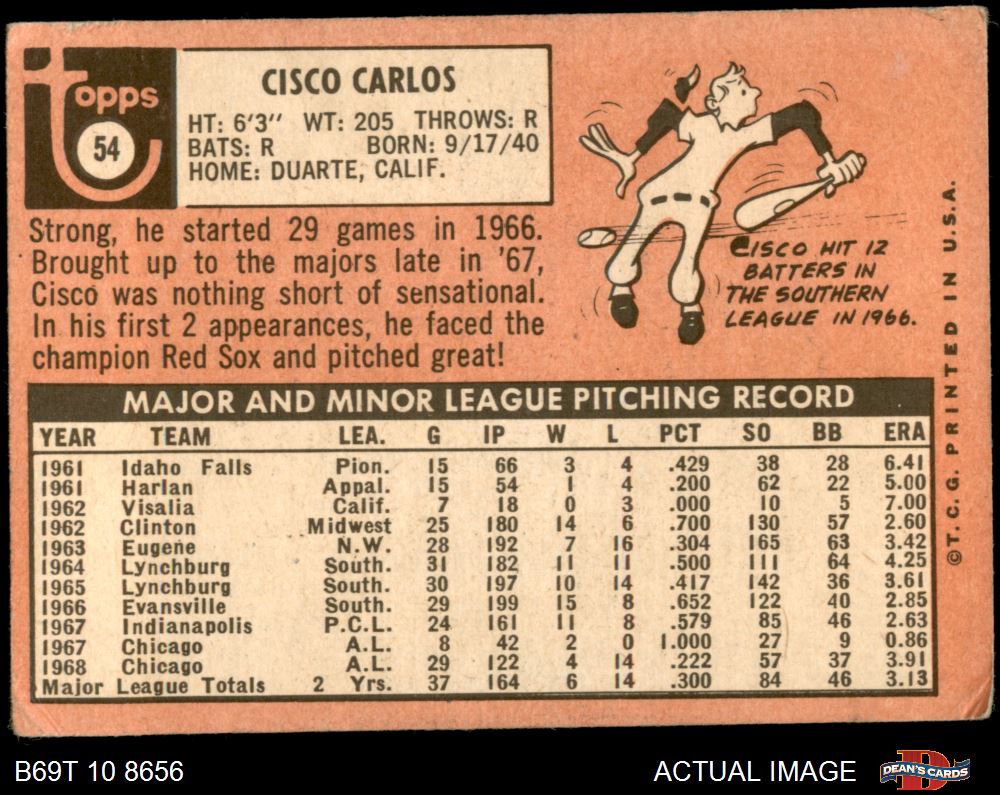 Topps
54
CISCO CARLOS
HT: 6'3" WT: 205 THROWS: R
BATS: R BORN: 9/17/40
HOME: DUARTE, CALIF.
Strong, he started 29 games in 1966.
Brought up to the majors late in '67,
Cisco was nothing short of sensational.
In his first 2 appearances, he faced the
champion Red Sox and pitched great!
CISCO HIT 12
BATTERS IN
THE SOUTHERN
LEAGUE IN 1966.
MAJOR AND MINOR LEAGUE PITCHING RECORD
YEAR TEAM LEA. G IP W L PCT SO BB ERA
1961 Idaho Falls Pion. 15 66 3 4 .429 38 28 6.41
1961 Harlan Appal. 15 54 1 4 .200 62 22 5.00
1962 Visalia Calif. 7 18 0 3 .000 10 5 7.00
1962 Clinton Midwest 25 180 14 6 .700 130 57 2.60
1963 Eugene N.W. 28 192 7 16 .304 165 63 3.42
1964 Lynchburg South. 31 182 11 11 .500 111 64 4.25
1965 Lynchburg South. 30 197 10 14 .417 142 36 3.61
1966 Evansville South. 29 199 15 8 .652 122 40 2.85
1967 Indianapolis P.C.L. 24 161 11 8 .579 85 46 2.63
1967 Chicago A.L. 8 42 2 0 1.000 27 9 0.86
1968 Chicago A.L. 29 122 4 14 .222 57 37 3.91
Major League Totals 2 Yrs. 37 164 6 14 .300 84 46 3.13
©T.C.G. PRINTED IN U.S.A.
B69T 10 8656
ACTUAL IMAGE
D
DEAN'S CARDS